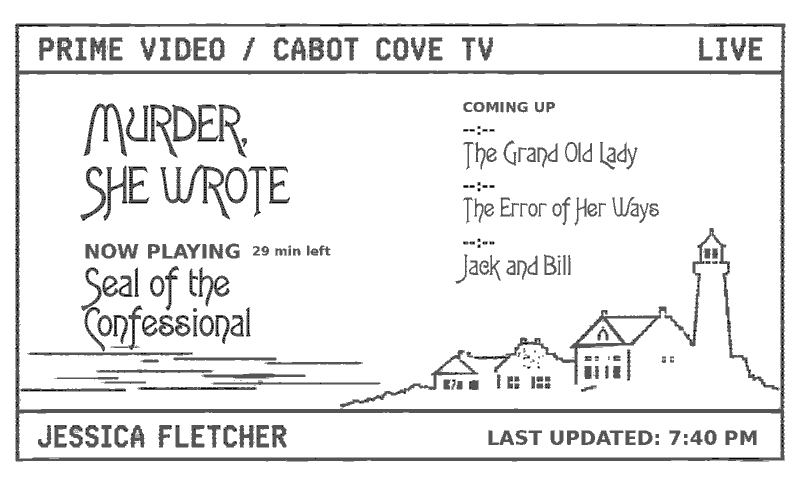 PRIME VIDEO / CABOT COVE TV
LIVE
MURDER,
SHE WROTE
NOW PLAYING 29 min left
Seal of the
Confessional
COMING UP
--:--
The Grand Old Lady
--:--
The Error of Her Ways
--:--
Jack and Bill
JESSICA FLETCHER
LAST UPDATED: 7:40 PM